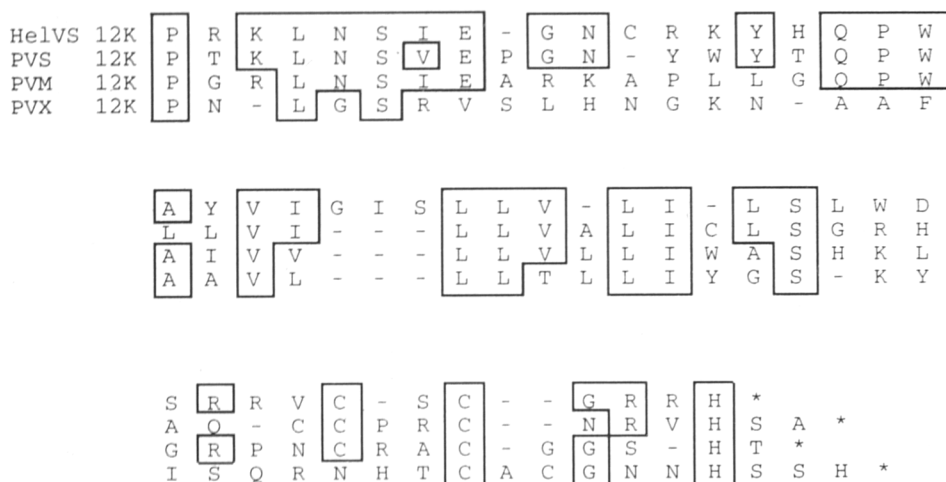 HelVS 12K P R K L N S I E - G N C R K Y H Q P W
PVS 12K P T K L N S V E P G N - Y W Y T Q P W
PVM 12K P G R L N S I E A R K A P L L G Q P W
PVX 12K P N - L G S R V S L H N G K N - A A F
A Y V I G I S L L V - L I - L S L W D
L L V I - - - L L V A L I C L S G R H
A I V V - - - L L V L L I W A S H K L
A A V L - - - L L T L L I Y G S - K Y
S R R V C - S C - - G R R H *
A Q - C C P R C - - N R V H S A *
G R P N C R A C - G G S - H T *
I S Q R N H T C A C G N N H S S H *